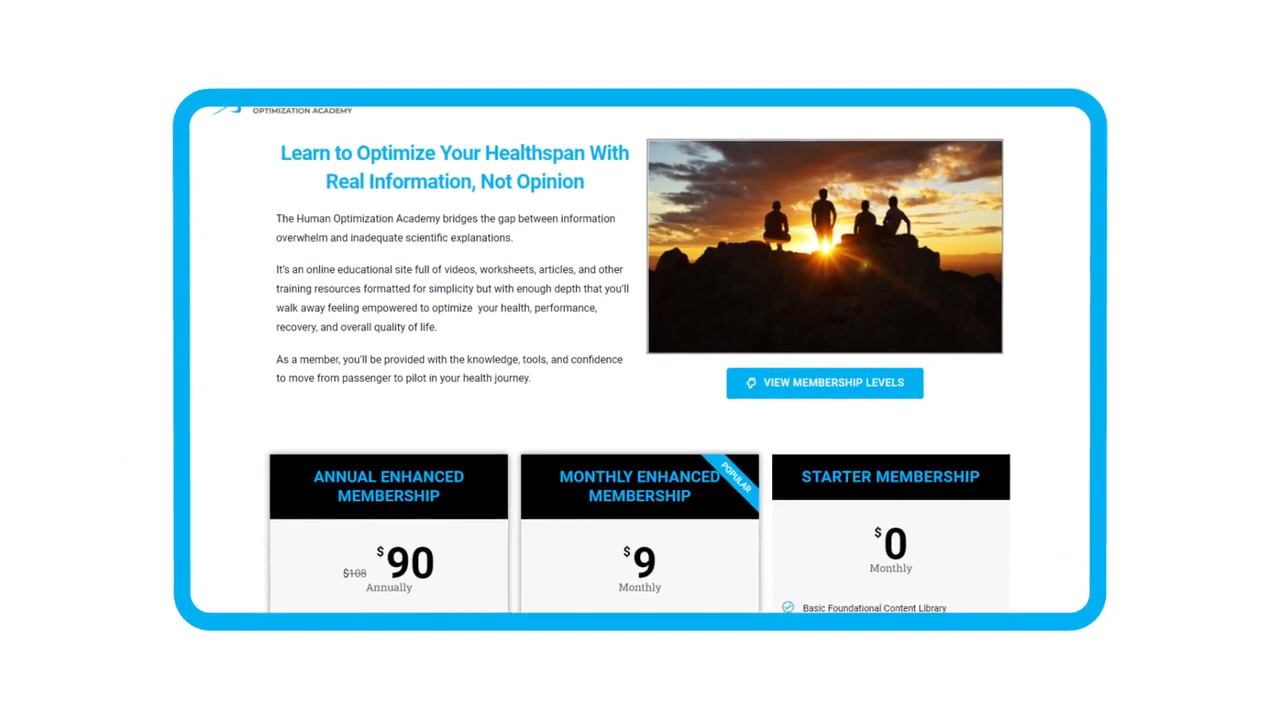 OPTIMIZATION ACADEMY
Learn to Optimize Your Healthspan With
Real Information, Not Opinion
The Human Optimization Academy bridges the gap between information
overwhelm and inadequate scientific explanations.
It's an online educational site full of videos, worksheets, articles, and other
training resources formatted for simplicity but with enough depth that you'll
walk away feeling empowered to optimize your health, performance,
recovery, and overall quality of life.
As a member, you'll be provided with the knowledge, tools, and confidence
to move from passenger to pilot in your health journey.
VIEW MEMBERSHIP LEVELS
ANNUAL ENHANCED
MEMBERSHIP
$108 $90
Annually
MONTHLY ENHANCED
MEMBERSHIP
POPULAR
$9
Monthly
STARTER MEMBERSHIP
$0
Monthly
Basic Foundational Content Library